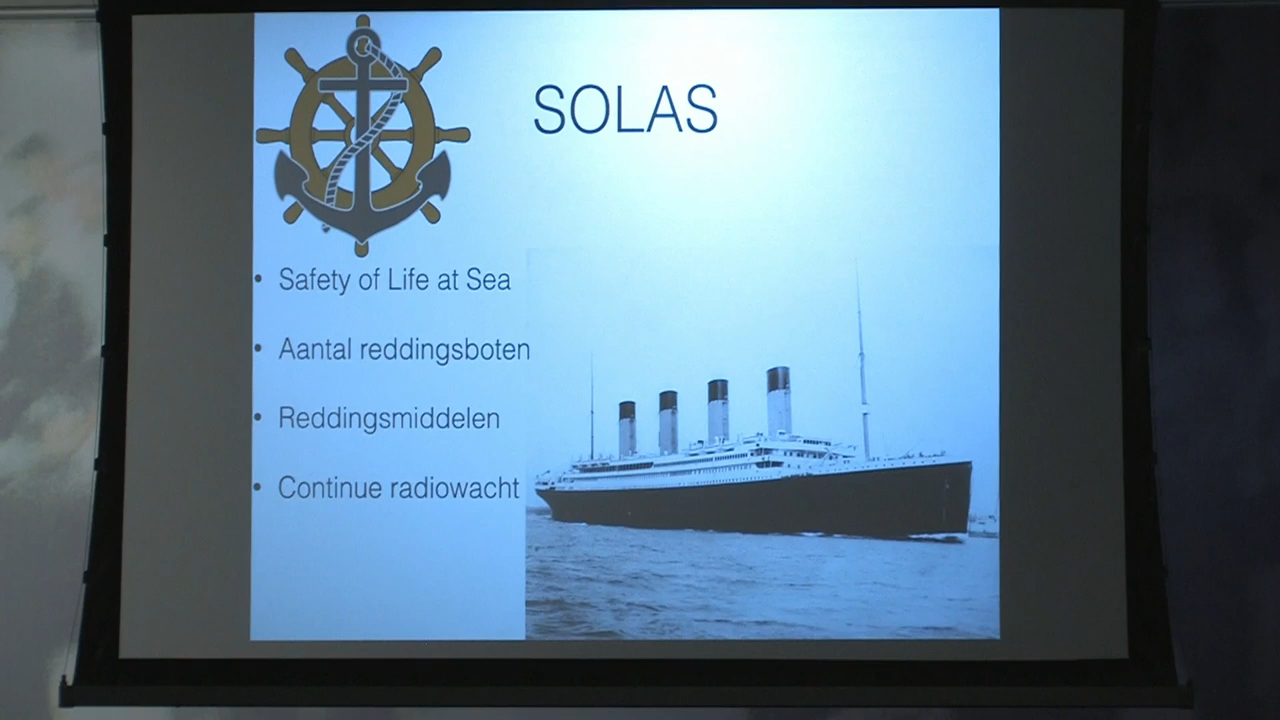 SOLAS
• Safety of Life at Sea
• Aantal reddingsboten
• Reddingsmiddelen
• Continue radiowacht